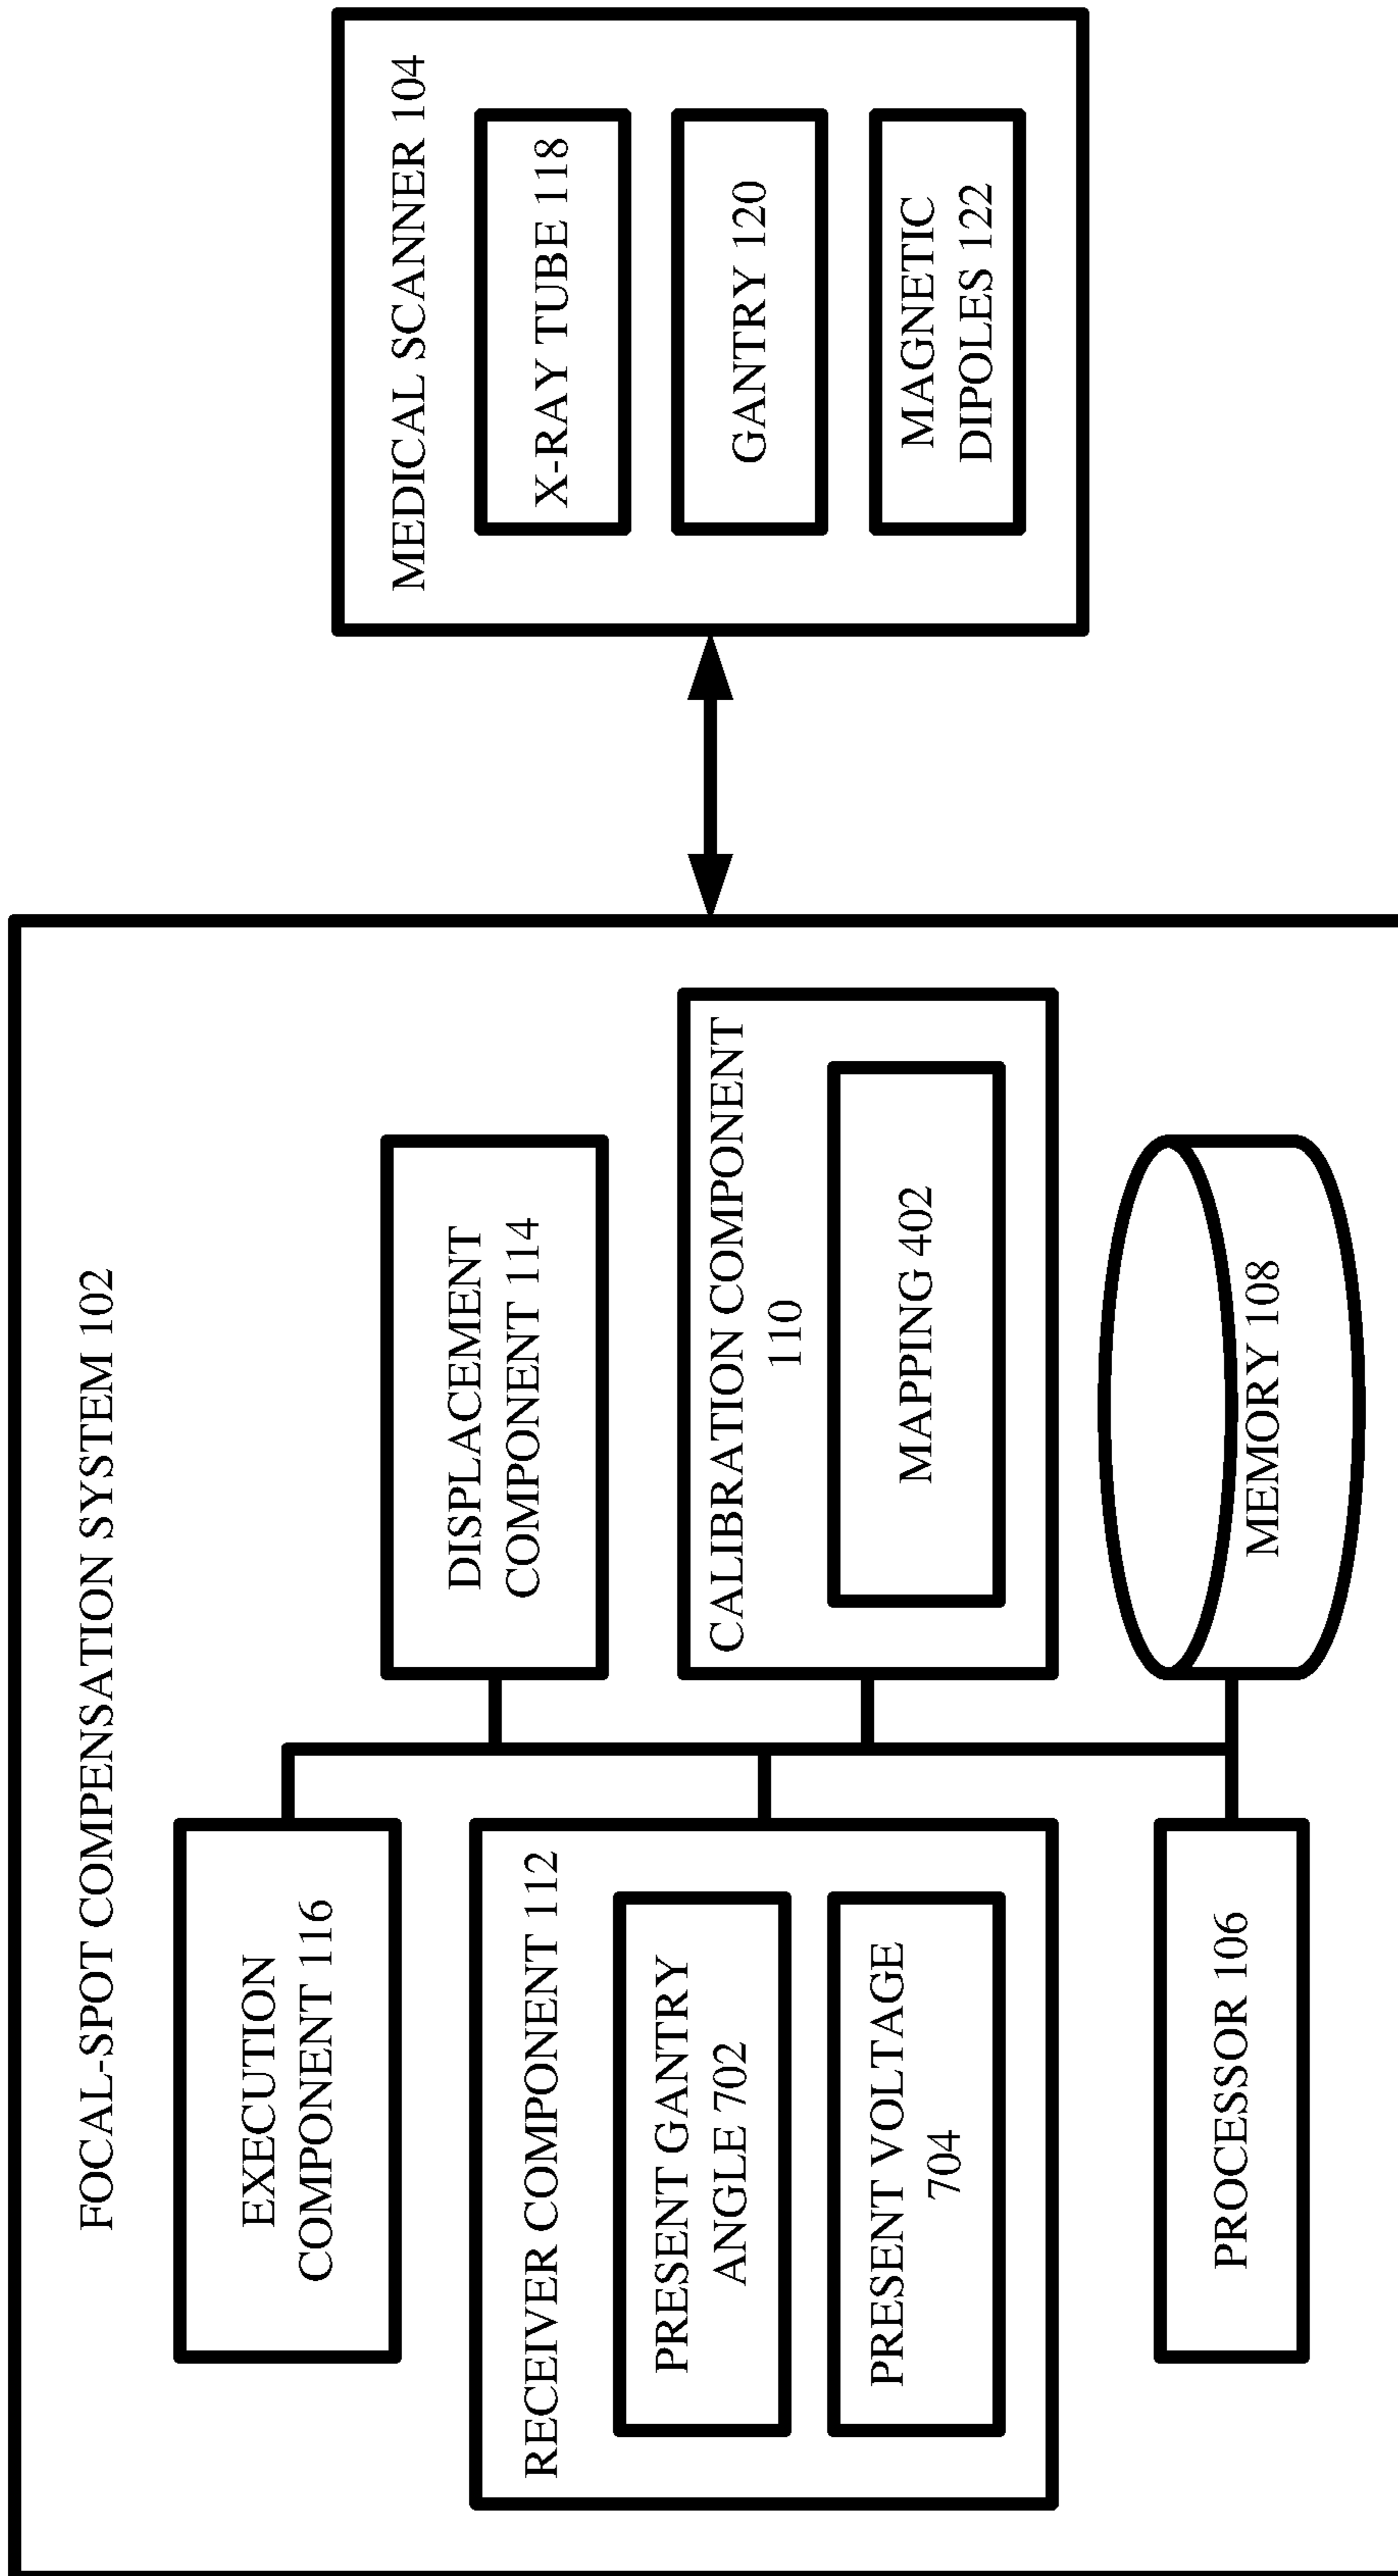 FOCAL-SPOT COMPENSATION SYSTEM 102
EXECUTION
COMPONENT 116
DISPLACEMENT
COMPONENT 114
RECEIVER COMPONENT 112
PRESENT GANTRY
ANGLE 702
PRESENT VOLTAGE
704
CALIBRATION COMPONENT
110
MAPPING 402
PROCESSOR 106
MEMORY 108
MEDICAL SCANNER 104
X-RAY TUBE 118
GANTRY 120
MAGNETIC
DIPOLES 122